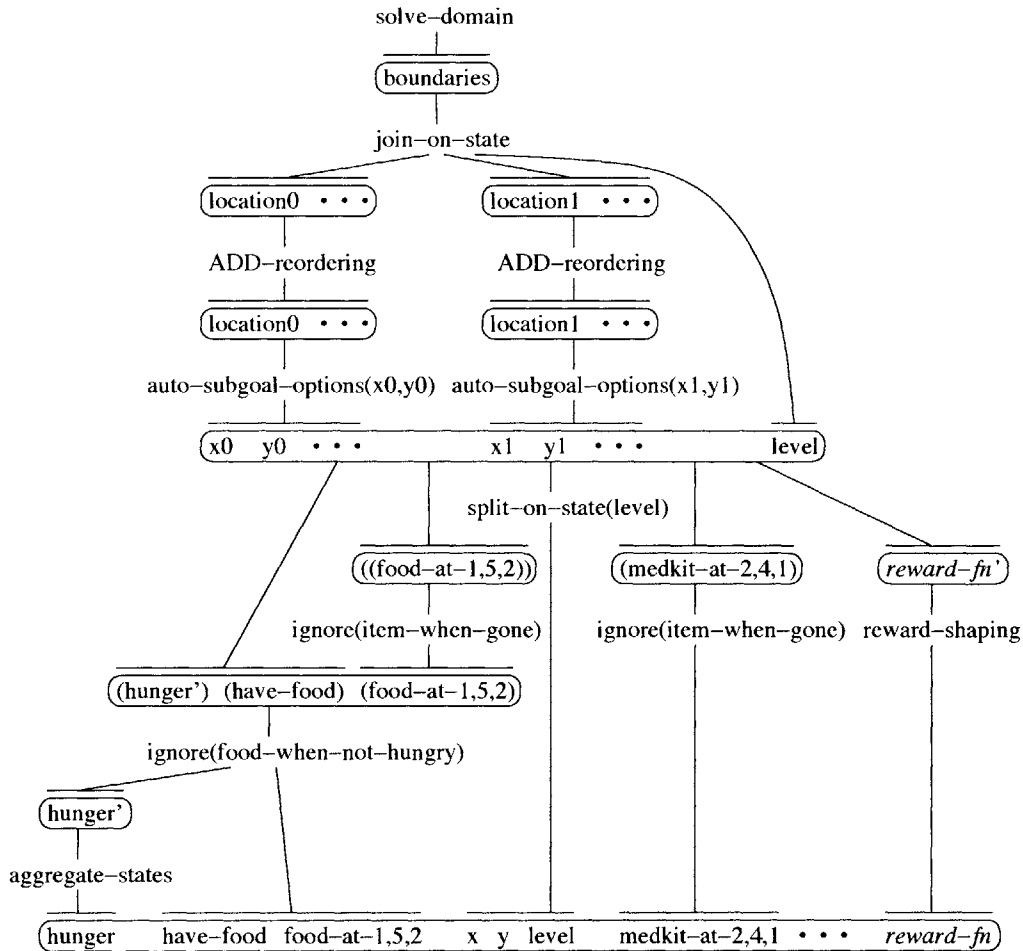 solve–domain
boundaries
join–on–state
location0 • • • location1 • • •
ADD–reordering ADD–reordering
location0 • • • location1 • • •
auto–subgoal–options(x0,y0) auto–subgoal–options(x1,y1)
x0 y0 • • • x1 y1 • • • level
split–on–state(level)
((food–at–1,5,2)) (medkit–at–2,4,1) reward–fn’
ignore(item–when–gone) ignore(item–when–gone) reward–shaping
(hunger’) (have–food) (food–at–1,5,2)
ignore(food–when–not–hungry)
hunger’
aggregate–states
hunger have–food food–at–1,5,2 x y level medkit–at–2,4,1 • • • reward–fn